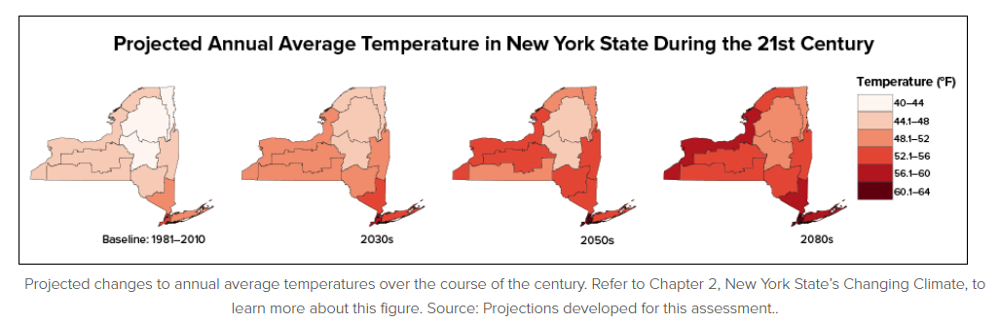 Projected Annual Average Temperature in New York State During the 21st Century
Temperature (°F)
40–44
44.1–48
48.1–52
52.1–56
56.1–60
60.1–64
Baseline: 1981–2010
2030s
2050s
2080s
Projected changes to annual average temperatures over the course of the century. Refer to Chapter 2, New York State's Changing Climate, to
learn more about this figure. Source: Projections developed for this assessment..